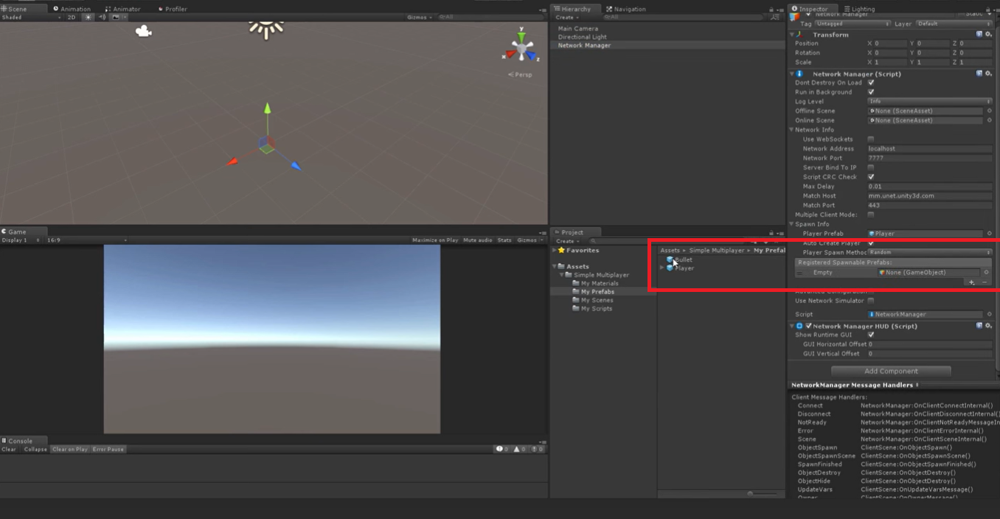 Scene
Animation
Animator
Profiler
Shaded
2D
Gizmos
All
y
x
z
Persp
Game
Display 1
16:9
Maximize on Play
Mute audio
Stats
Gizmos
Console
Clear
Collapse
Clear on Play
Error Pause
0
0
0
Hierarchy
Navigation
Create
All
Main Camera
Directional Light
Network Manager
Project
Create
Favorites
Assets
Simple Multiplayer
My Materials
My Prefabs
My Scenes
My Scripts
Assets ▸ Simple Multiplayer ▸ My Prefal
Bullet
Player
Inspector
Lighting
Network Manager
Static
Tag Untagged Layer Default
Transform
Position X 0 Y 0 Z 0
Rotation X 0 Y 0 Z 0
Scale X 1 Y 1 Z 1
Network Manager (Script)
Dont Destroy On Load
Run in Background
Log Level Info
Offline Scene None (SceneAsset)
Online Scene None (SceneAsset)
Network Info
Use WebSockets
Network Address localhost
Network Port 7777
Server Bind To IP
Script CRC Check
Max Delay 0.01
Match Host mm.unet.unity3d.com
Match Port 443
Multiple Client Mode:
Spawn Info
Player Prefab Player
Auto Create Player
Player Spawn Methoc Random
Registered Spawnable Prefabs:
Empty None (GameObject)
Advanced Configuration
Use Network Simulator
Script NetworkManager
Network Manager HUD (Script)
Show Runtime GUI
GUI Horizontal Offset 0
GUI Vertical Offset 0
Add Component
NetworkManager Message Handlers
Client Message Handlers:
Connect NetworkManager:OnClientConnectInternal()
Disconnect NetworkManager:OnClientDisconnectInternal(
NotReady NetworkManager:OnClientNotReadyMessageIn
Error NetworkManager:OnClientErrorInternal()
Scene NetworkManager:OnClientSceneInternal()
ObjectSpawn ClientScene:OnObjectSpawn()
ObjectSpawnScene ClientScene:OnObjectSpawnScene()
SpawnFinished ClientScene:OnObjectSpawnFinished()
ObjectDestroy ClientScene:OnObjectDestroy()
ObjectHide ClientScene:OnObjectDestroy()
UpdateVars ClientScene:OnUpdateVarsMessage()
Owner ClientScene:OnOwnerMessage()